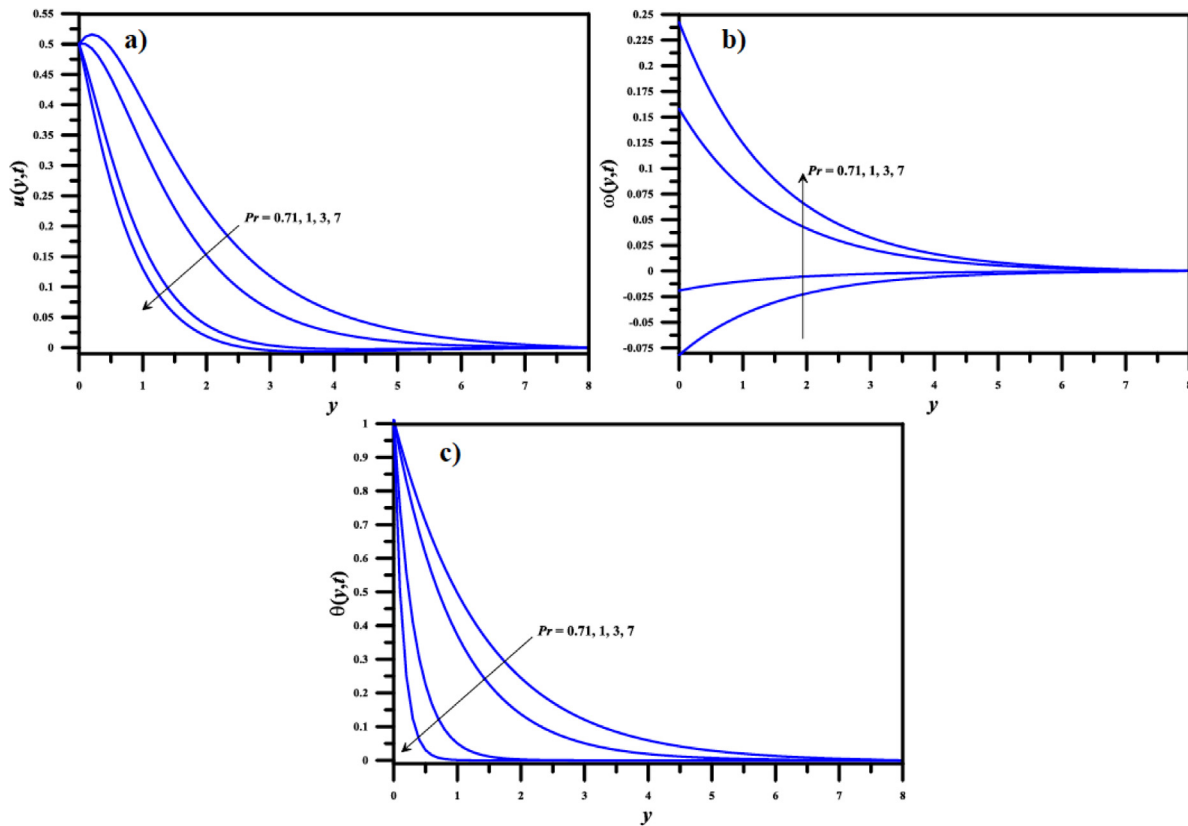 a)
0.55
0.5
0.45
0.4
0.35
0.3
0.25
0.2
0.15
0.1
0.05
0
u(y,t)
Pr = 0.71, 1, 3, 7
0 1 2 3 4 5 6 7 8
y
b)
0.25
0.225
0.2
0.175
0.15
0.125
0.1
0.075
0.05
0.025
0
-0.025
-0.05
-0.075
ω(y,t)
Pr = 0.71, 1, 3, 7
0 1 2 3 4 5 6 7 8
y
c)
1
0.9
0.8
0.7
0.6
0.5
0.4
0.3
0.2
0.1
0
θ(y,t)
Pr = 0.71, 1, 3, 7
0 1 2 3 4 5 6 7 8
y